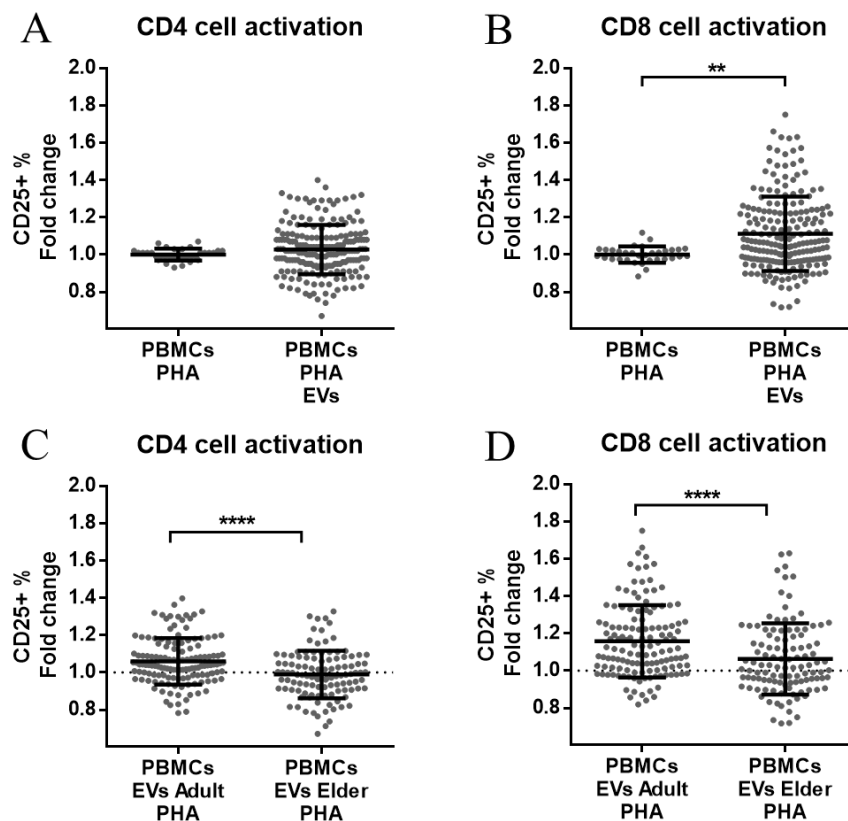 A
CD4 cell activation
CD25+ %
Fold change
2.0
1.8
1.6
1.4
1.2
1.0
0.8
PBMCs
PHA
PBMCs
PHA
EVs
B
CD8 cell activation
**
CD25+ %
Fold change
2.0
1.8
1.6
1.4
1.2
1.0
0.8
PBMCs
PHA
PBMCs
PHA
EVs
C
CD4 cell activation
****
CD25+ %
Fold change
2.0
1.8
1.6
1.4
1.2
1.0
0.8
PBMCs
EVs Adult
PHA
PBMCs
EVs Elder
PHA
D
CD8 cell activation
****
CD25+ %
Fold change
2.0
1.8
1.6
1.4
1.2
1.0
0.8
PBMCs
EVs Adult
PHA
PBMCs
EVs Elder
PHA